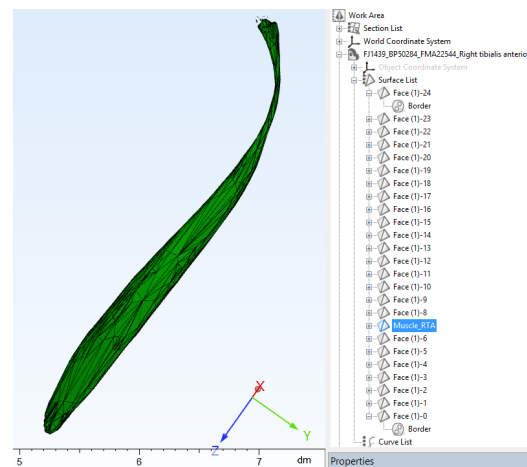 Work Area
Section List
World Coordinate System
FJ1439_BP50284_FMA22544_Right tibialis anterio
Object Coordinate System
Surface List
Face (1)-24
Border
Face (1)-23
Face (1)-22
Face (1)-21
Face (1)-20
Face (1)-19
Face (1)-18
Face (1)-17
Face (1)-16
Face (1)-15
Face (1)-14
Face (1)-13
Face (1)-12
Face (1)-11
Face (1)-10
Face (1)-9
Face (1)-8
Muscle_RTA
Face (1)-6
Face (1)-5
Face (1)-4
Face (1)-3
Face (1)-2
Face (1)-1
Face (1)-0
Border
Curve List
Properties
X
Y
Z
5 6 7 dm